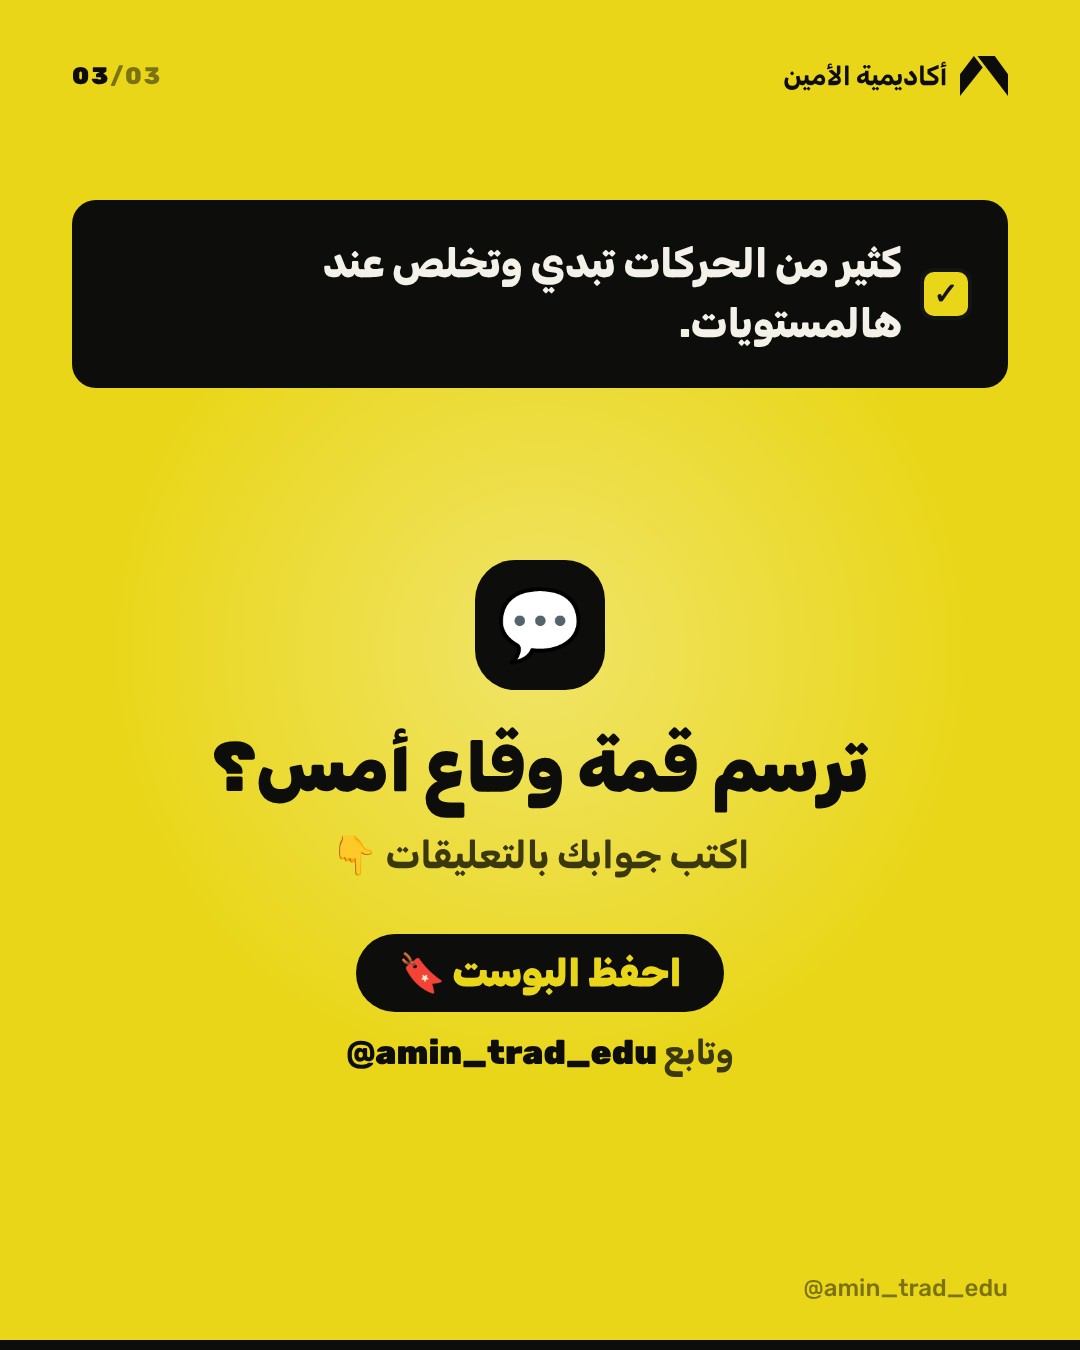 أكاديمية الأمين
03/03
كثير من الحركات تبدي وتخلص عند
هالمستويات.
ترسم قمة وقاع أمس؟
اكتب جوابك بالتعليقات 👇
احفظ البوست 🔖
وتابع @amin_trad_edu
@amin_trad_edu